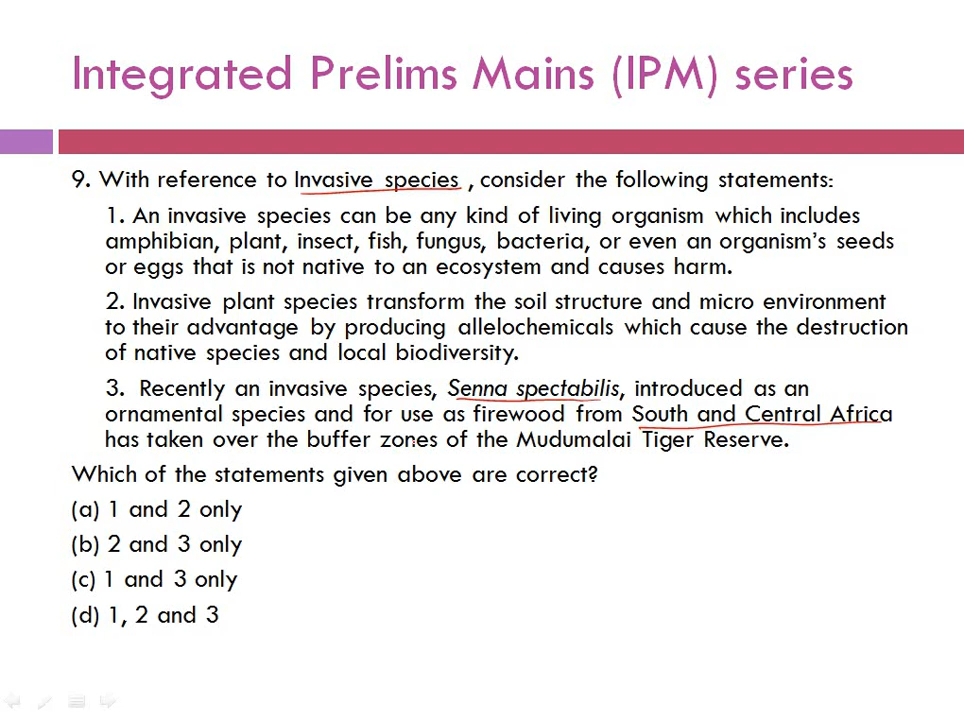 Integrated Prelims Mains (IPM) series
9. With reference to Invasive species , consider the following statements:
1. An invasive species can be any kind of living organism which includes
amphibian, plant, insect, fish, fungus, bacteria, or even an organism's seeds
or eggs that is not native to an ecosystem and causes harm.
2. Invasive plant species transform the soil structure and micro environment
to their advantage by producing allelochemicals which cause the destruction
of native species and local biodiversity.
3. Recently an invasive species, Senna spectabilis, introduced as an
ornamental species and for use as firewood from South and Central Africa
has taken over the buffer zones of the Mudumalai Tiger Reserve.
Which of the statements given above are correct?
(a) 1 and 2 only
(b) 2 and 3 only
(c) 1 and 3 only
(d) 1, 2 and 3